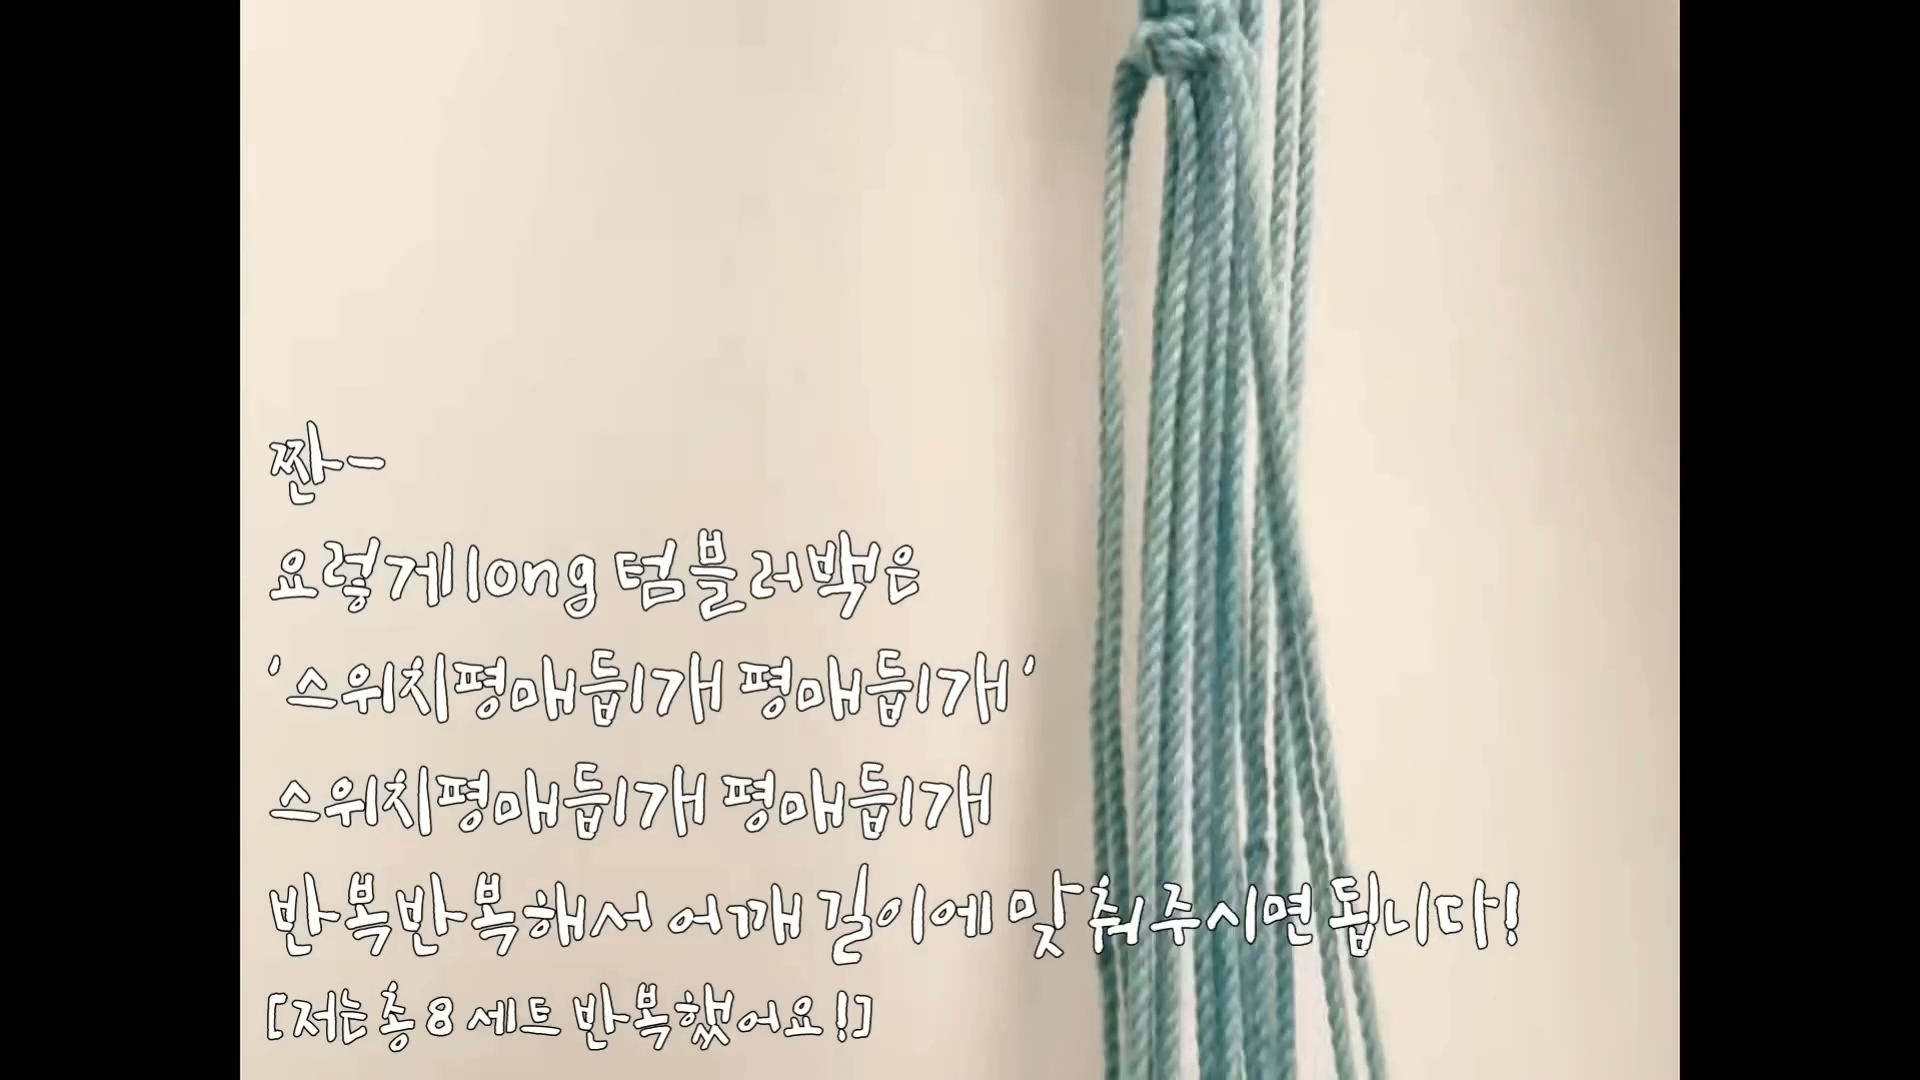 짠-
요렇게 long 텀블러백은
'스위치평매듭1개 평매듭1개'
스위치평매듭1개 평매듭1개
반복반복해서 어깨 길이에 맞춰주시면 됩니다!
[저는 총 8 세트 반복했어요!]